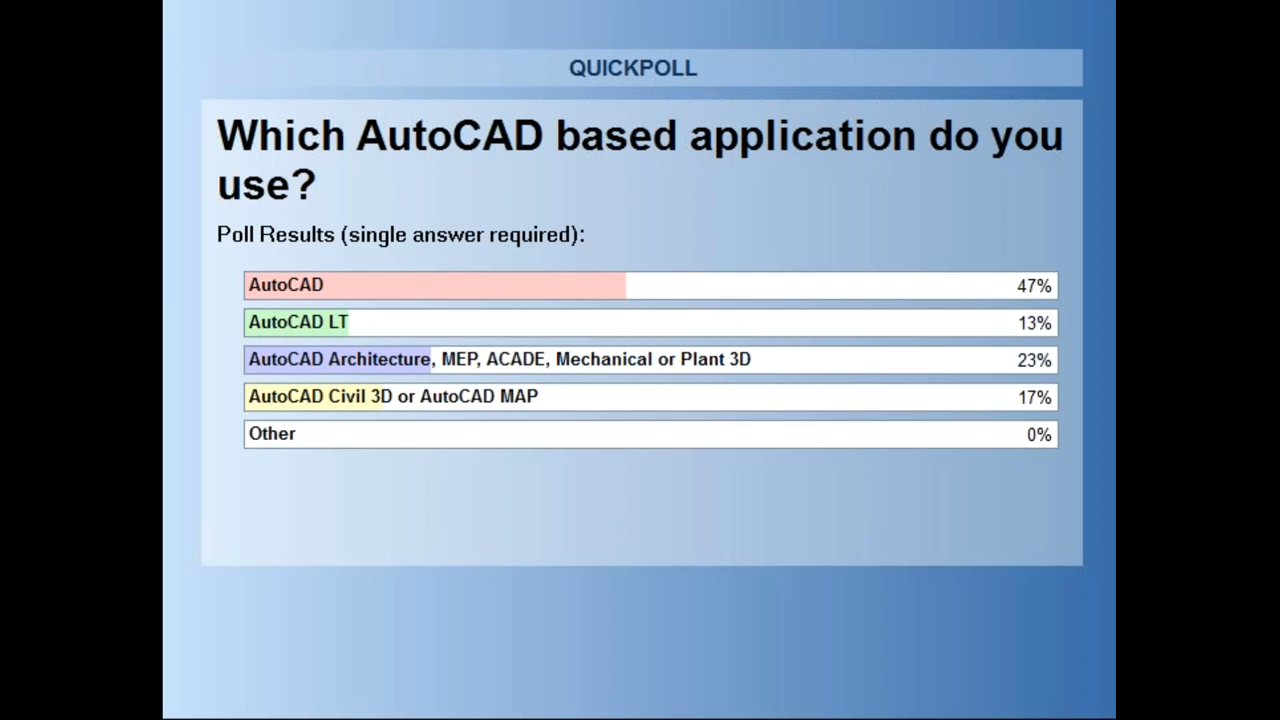 QUICKPOLL
Which AutoCAD based application do you
use?
Poll Results (single answer required):
AutoCAD 47%
AutoCAD LT 13%
AutoCAD Architecture, MEP, ACADE, Mechanical or Plant 3D 23%
AutoCAD Civil 3D or AutoCAD MAP 17%
Other 0%